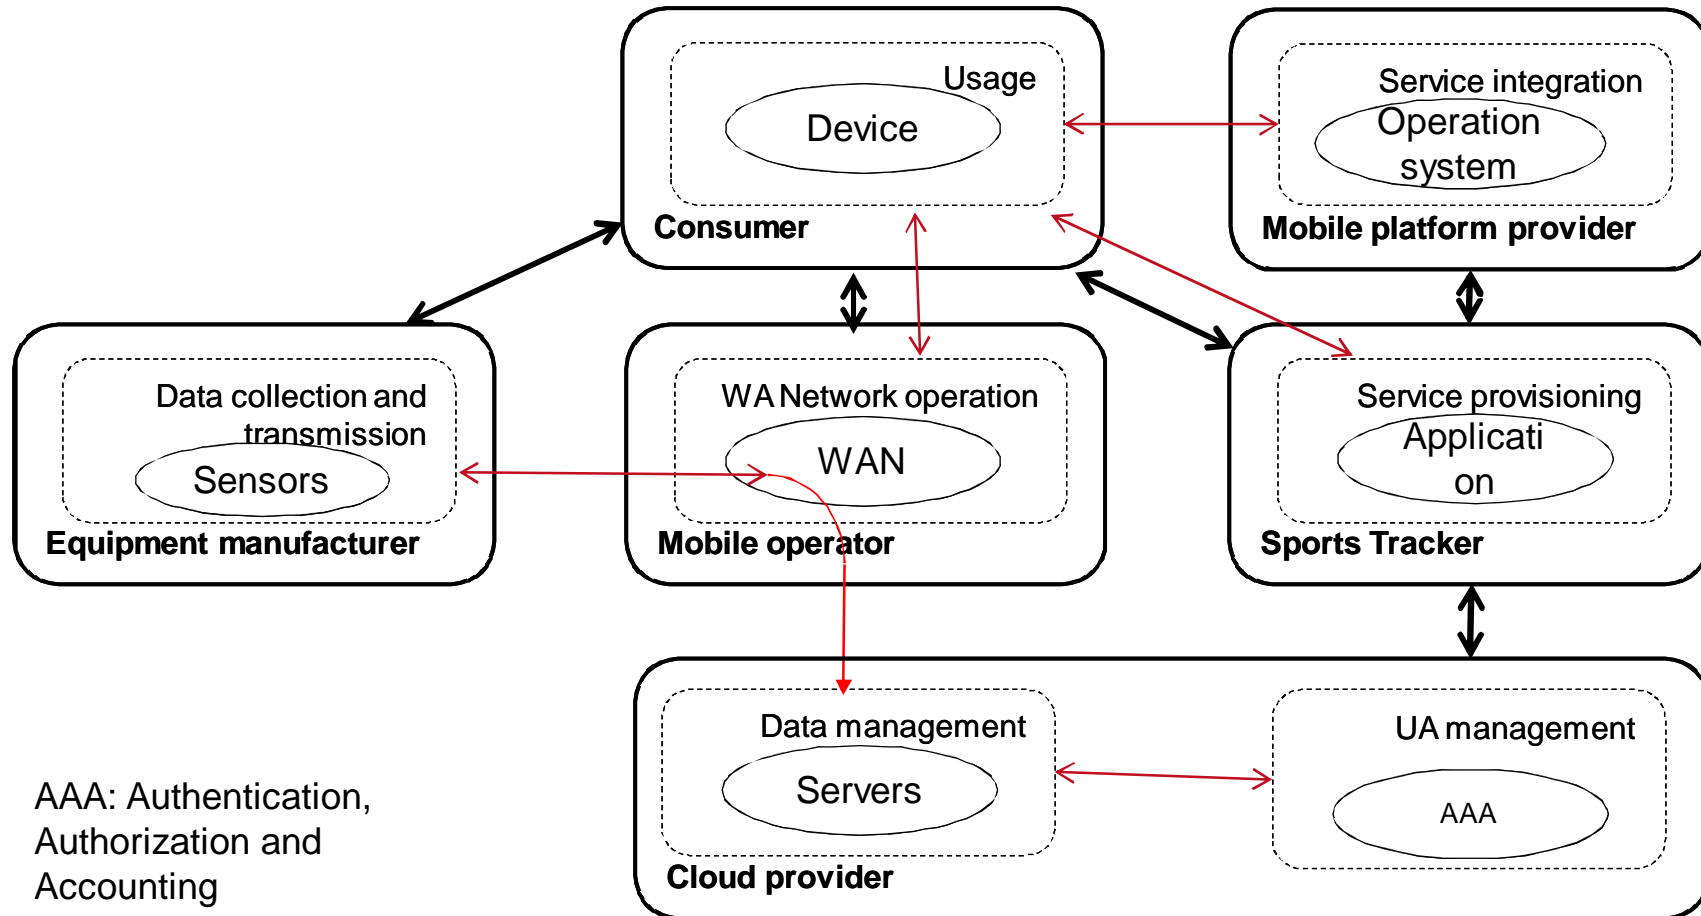 Usage
Device
Consumer
Service integration
Operation
system
Mobile platform provider
Data collection and
transmission
Sensors
Equipment manufacturer
WA Network operation
WAN
Mobile operator
Service provisioning
Applicati
on
Sports Tracker
Data management
Servers
Cloud provider
UA management
AAA
AAA: Authentication,
Authorization and
Accounting